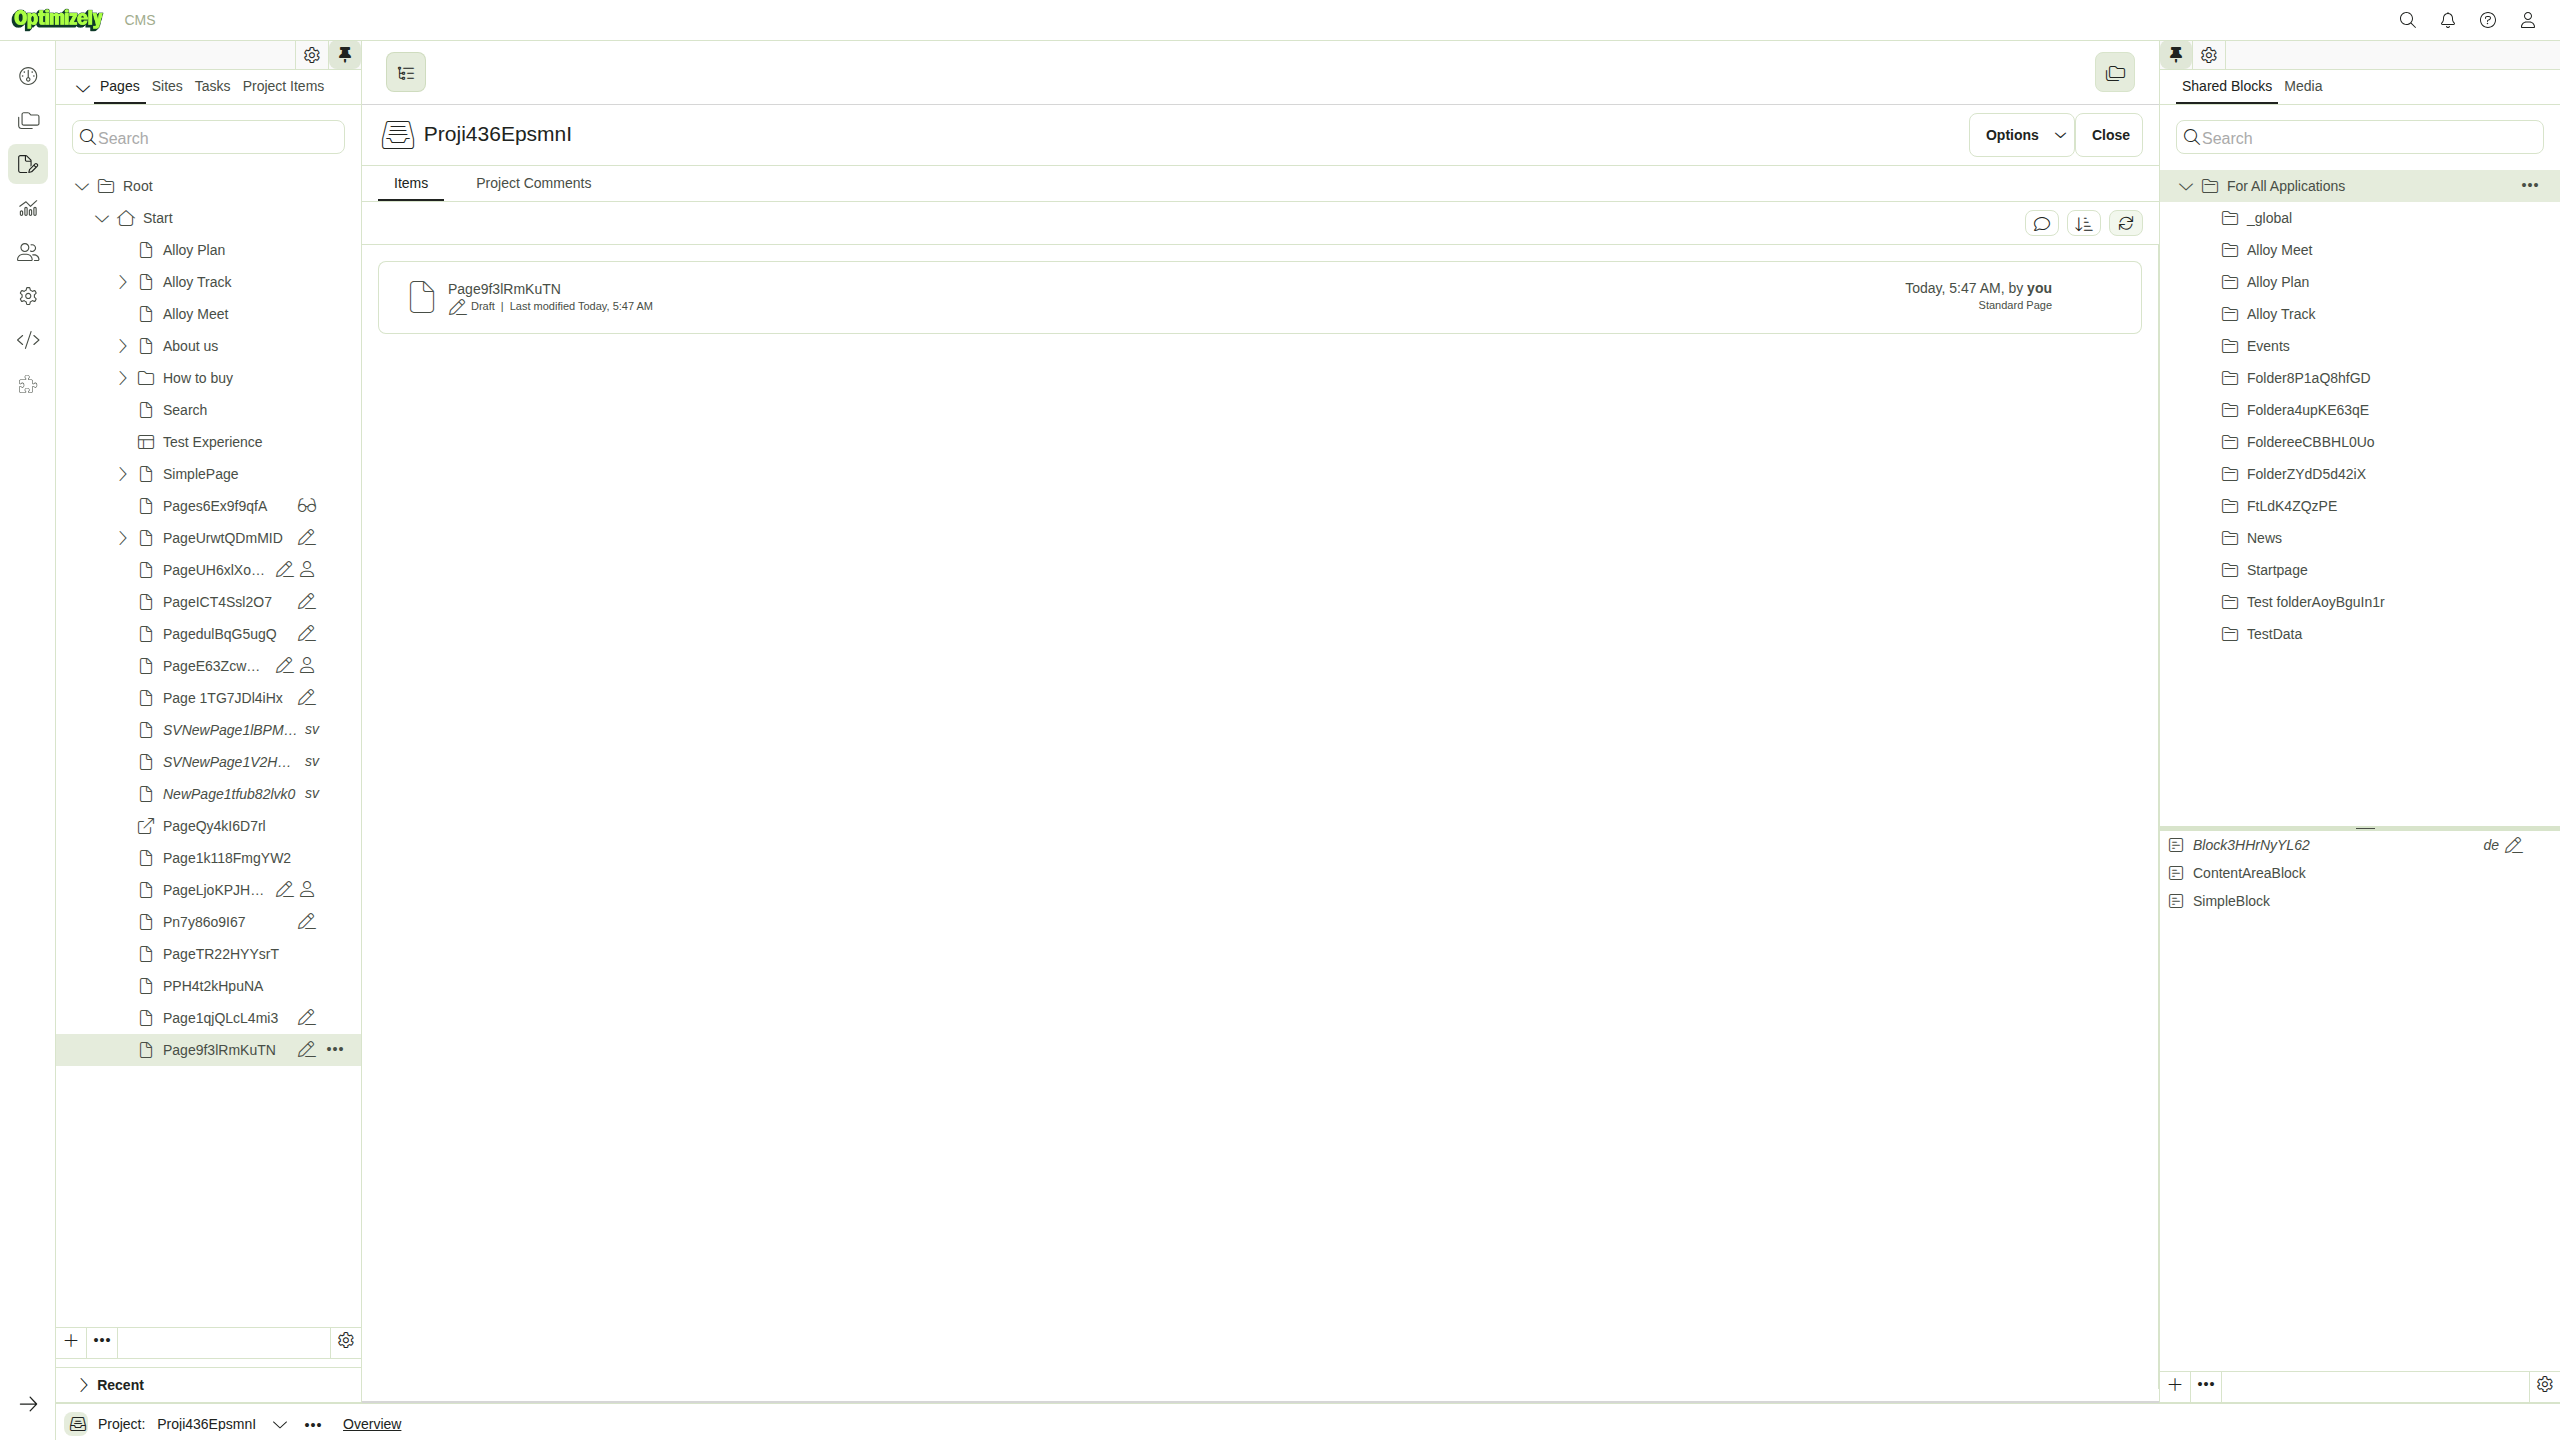 Optimizely CMS
Pages Sites Tasks Project Items
Search
Root
Start
Alloy Plan
Alloy Track
Alloy Meet
About us
How to buy
Search
Test Experience
SimplePage
Pages6Ex9f9qfA
PageUrwtQDmMID
PageUH6xlXo…
PageICT4Ssl2O7
PagedulBqG5ugQ
PageE63Zcw…
Page 1TG7JDl4iHx
SVNewPage1lBPM… sv
SVNewPage1V2H… sv
NewPage1tfub82lvk0 sv
PageQy4kI6D7rl
Page1k118FmgYW2
PageLjoKPJH…
Pn7y86o9I67
PageTR22HYYsrT
PPH4t2kHpuNA
Page1qjQLcL4mi3
Page9f3lRmKuTN
Recent
Proji436EpsmnI
Options
Close
Items Project Comments
Page9f3lRmKuTN
Draft | Last modified Today, 5:47 AM
Today, 5:47 AM, by you
Standard Page
Shared Blocks Media
Search
For All Applications
_global
Alloy Meet
Alloy Plan
Alloy Track
Events
Folder8P1aQ8hfGD
Foldera4upKE63qE
FoldereeCBBHL0Uo
FolderZYdD5d42iX
FtLdK4ZQzPE
News
Startpage
Test folderAoyBguIn1r
TestData
Block3HHrNyYL62 de
ContentAreaBlock
SimpleBlock
Project: Proji436EpsmnI Overview